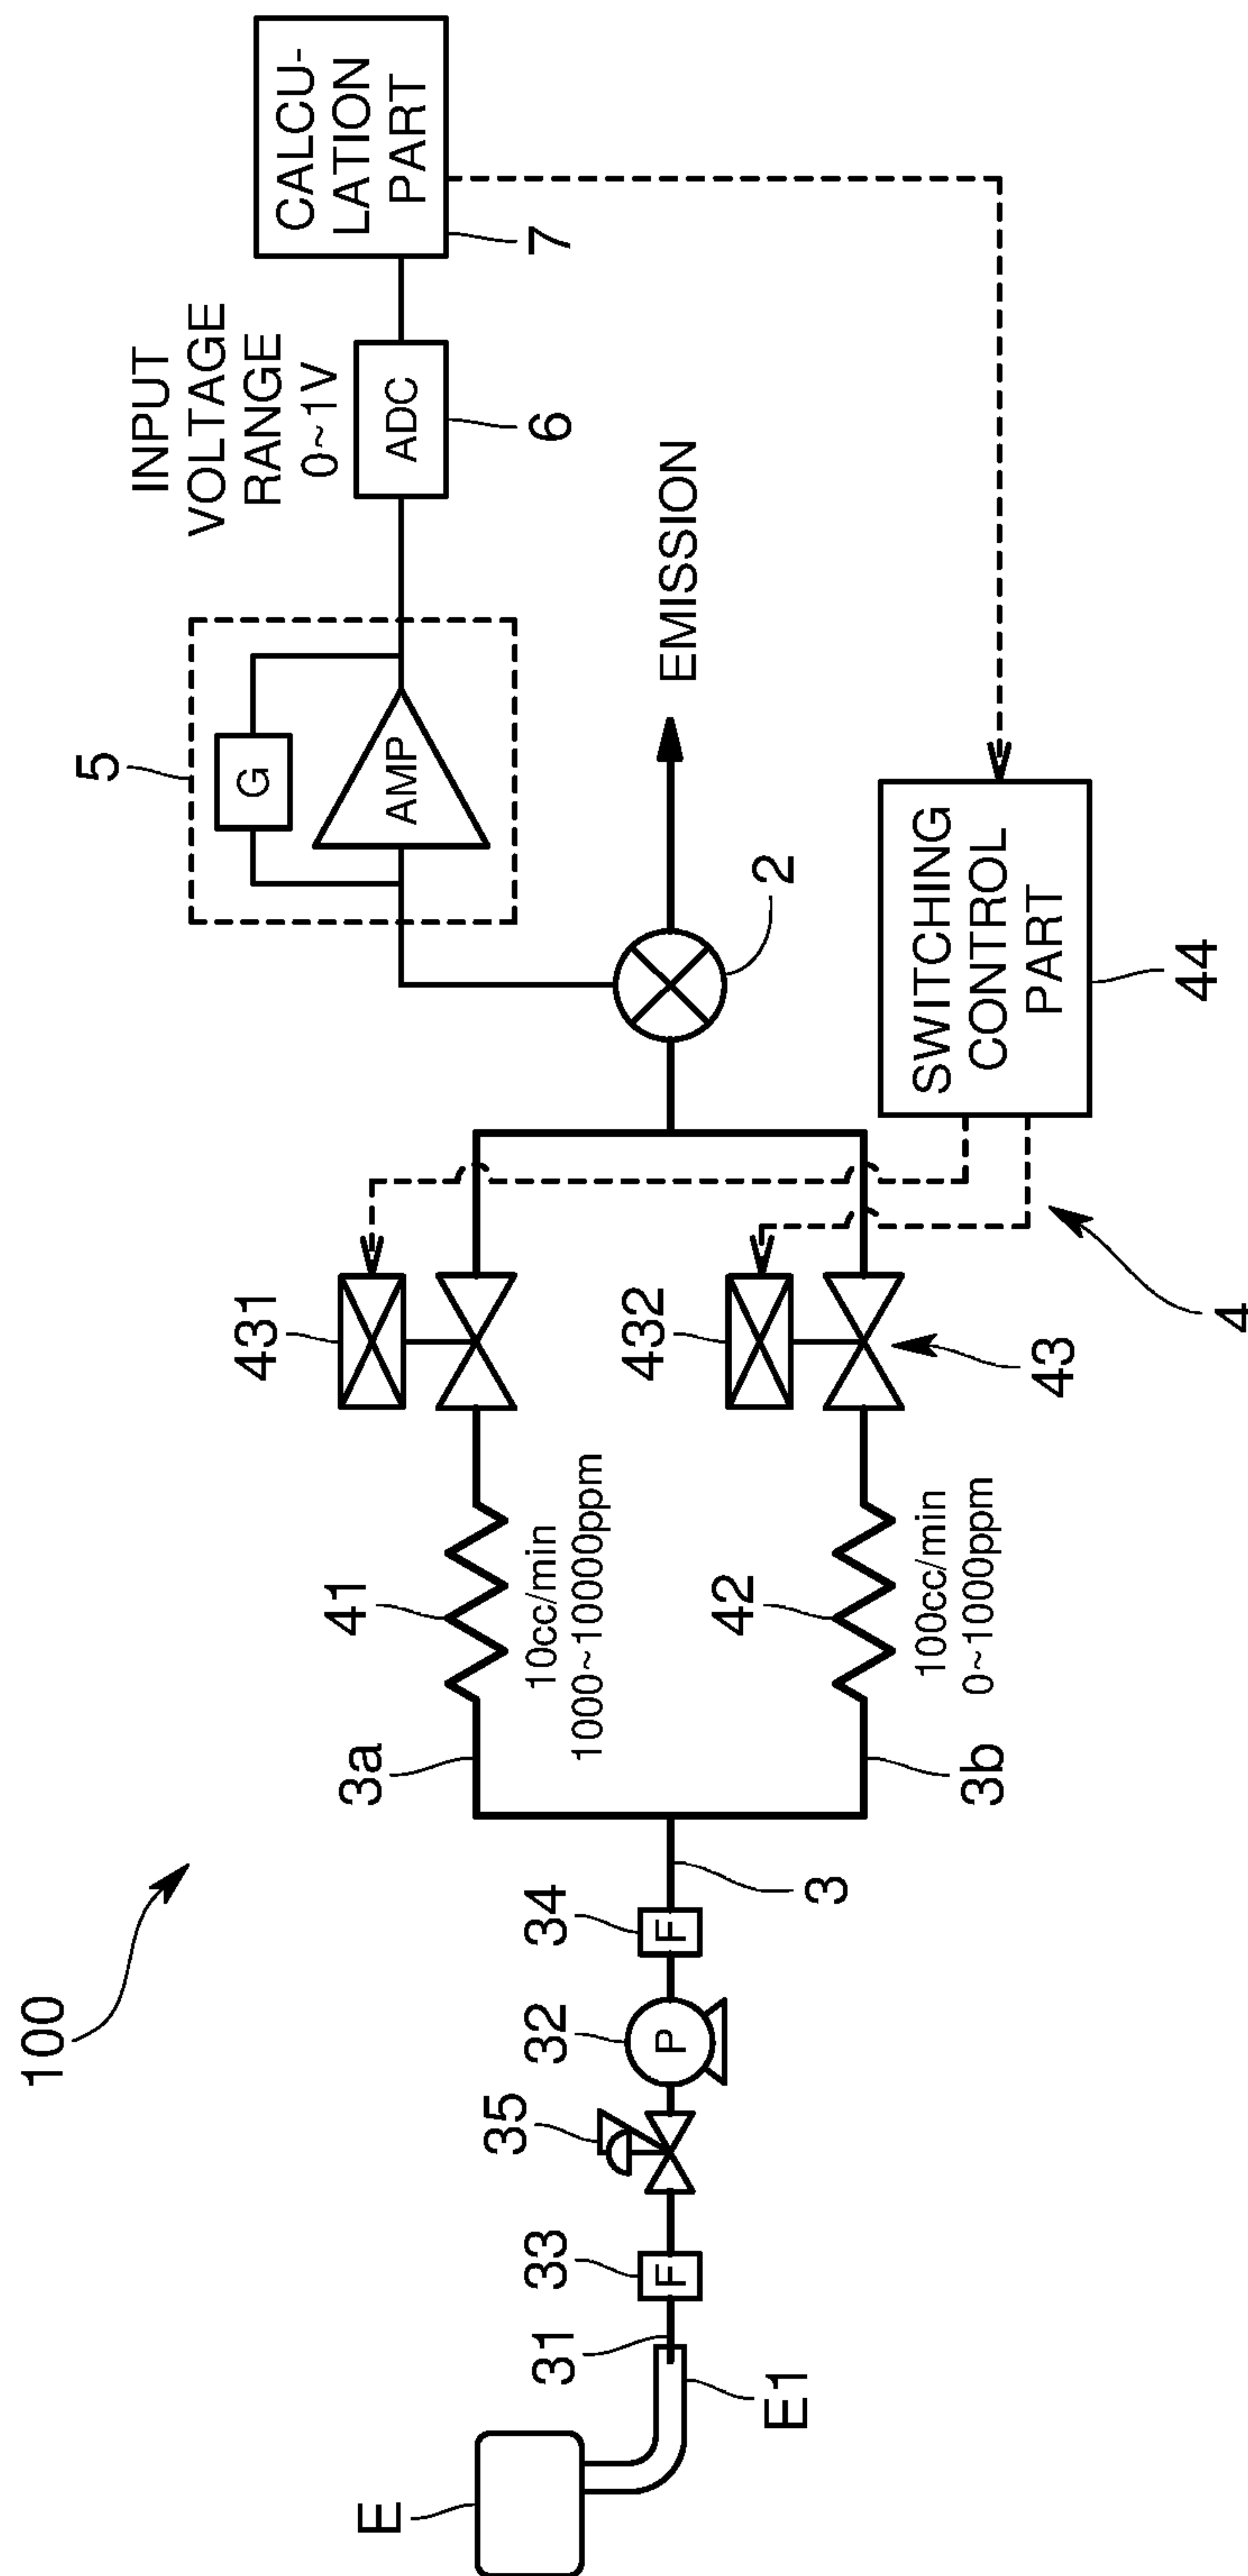 100
E
E1
31
33
35
32
34
3
3a
3b
41
10cc/min
1000~10000ppm
42
100cc/min
0~1000ppm
431
432
43
4
F
P
F
2
EMISSION
5
G
AMP
INPUT
VOLTAGE
RANGE
0~1V
ADC
6
CALCU-
LATION
PART
7
SWITCHING
CONTROL
PART
44